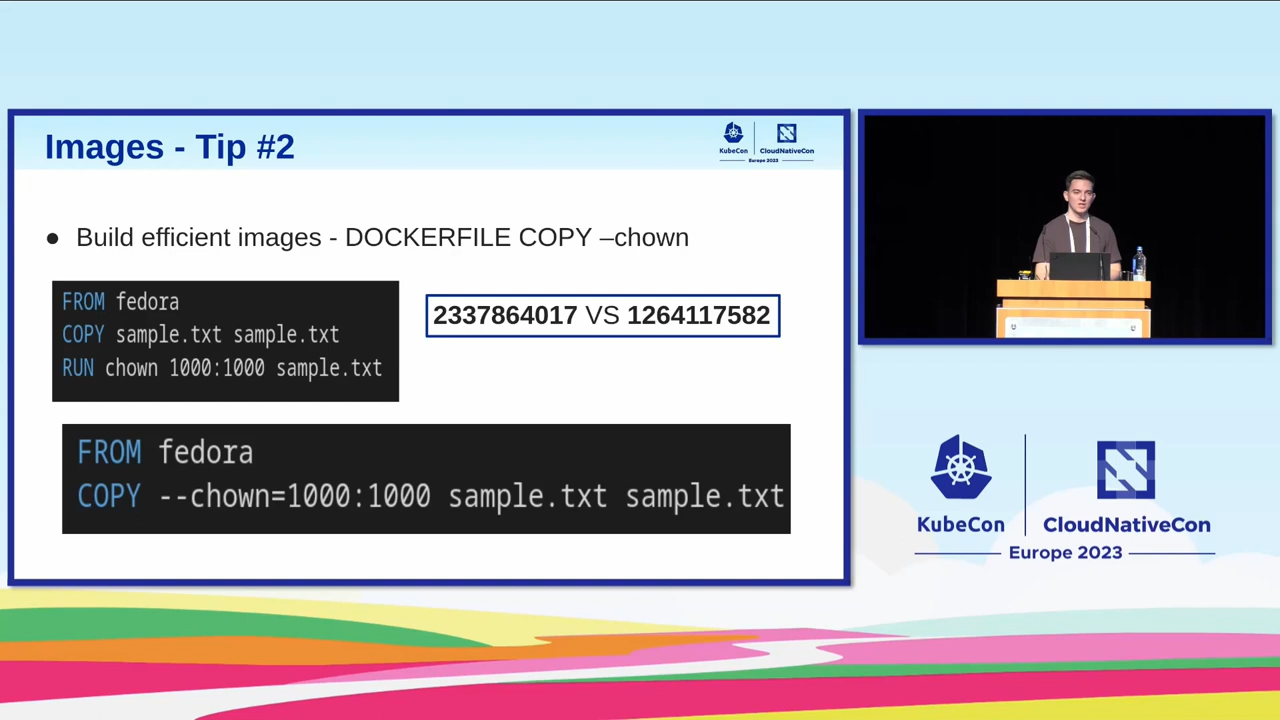 Images - Tip #2
KubeCon
CloudNativeCon
Europe 2023
● Build efficient images - DOCKERFILE COPY –chown
FROM fedora
COPY sample.txt sample.txt
RUN chown 1000:1000 sample.txt
2337864017 VS 1264117582
FROM fedora
COPY --chown=1000:1000 sample.txt sample.txt
KubeCon
CloudNativeCon
Europe 2023